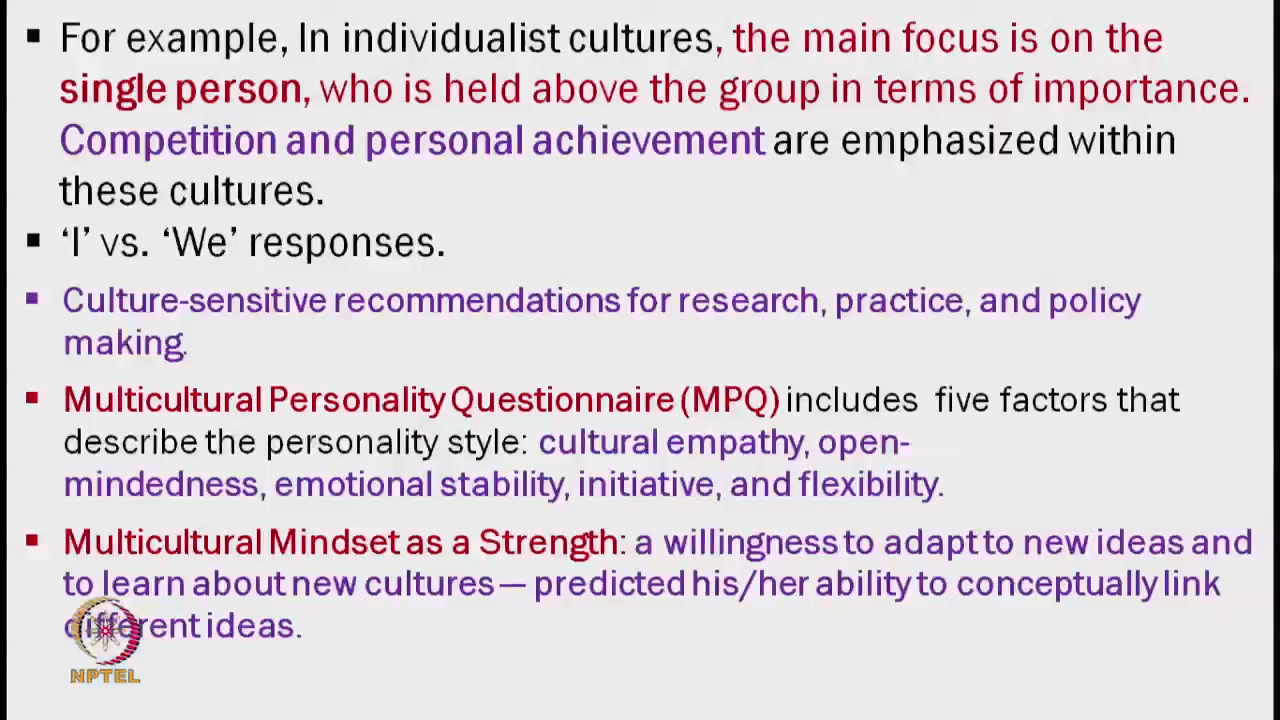 ▪ For example, In individualist cultures, the main focus is on the
single person, who is held above the group in terms of importance.
Competition and personal achievement are emphasized within
these cultures.
▪ ‘I’ vs. ‘We’ responses.
▪ Culture-sensitive recommendations for research, practice, and policy
making.
▪ Multicultural Personality Questionnaire (MPQ) includes five factors that
describe the personality style: cultural empathy, open-
mindedness, emotional stability, initiative, and flexibility.
▪ Multicultural Mindset as a Strength: a willingness to adapt to new ideas and
to learn about new cultures— predicted his/her ability to conceptually link
different ideas.
NPTEL